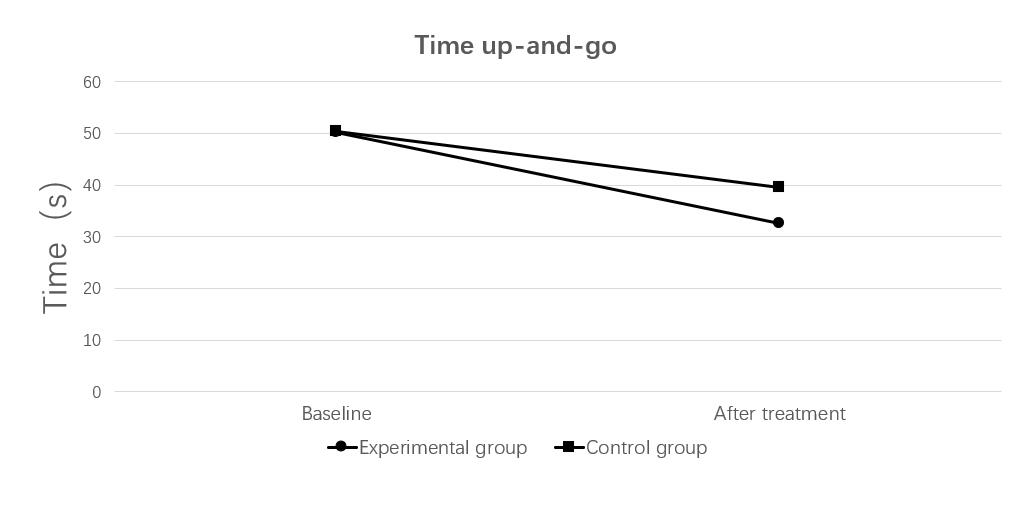 Time up-and-go
60
50
40
30
20
10
0
Time (s)
Baseline
After treatment
Experimental group
Control group